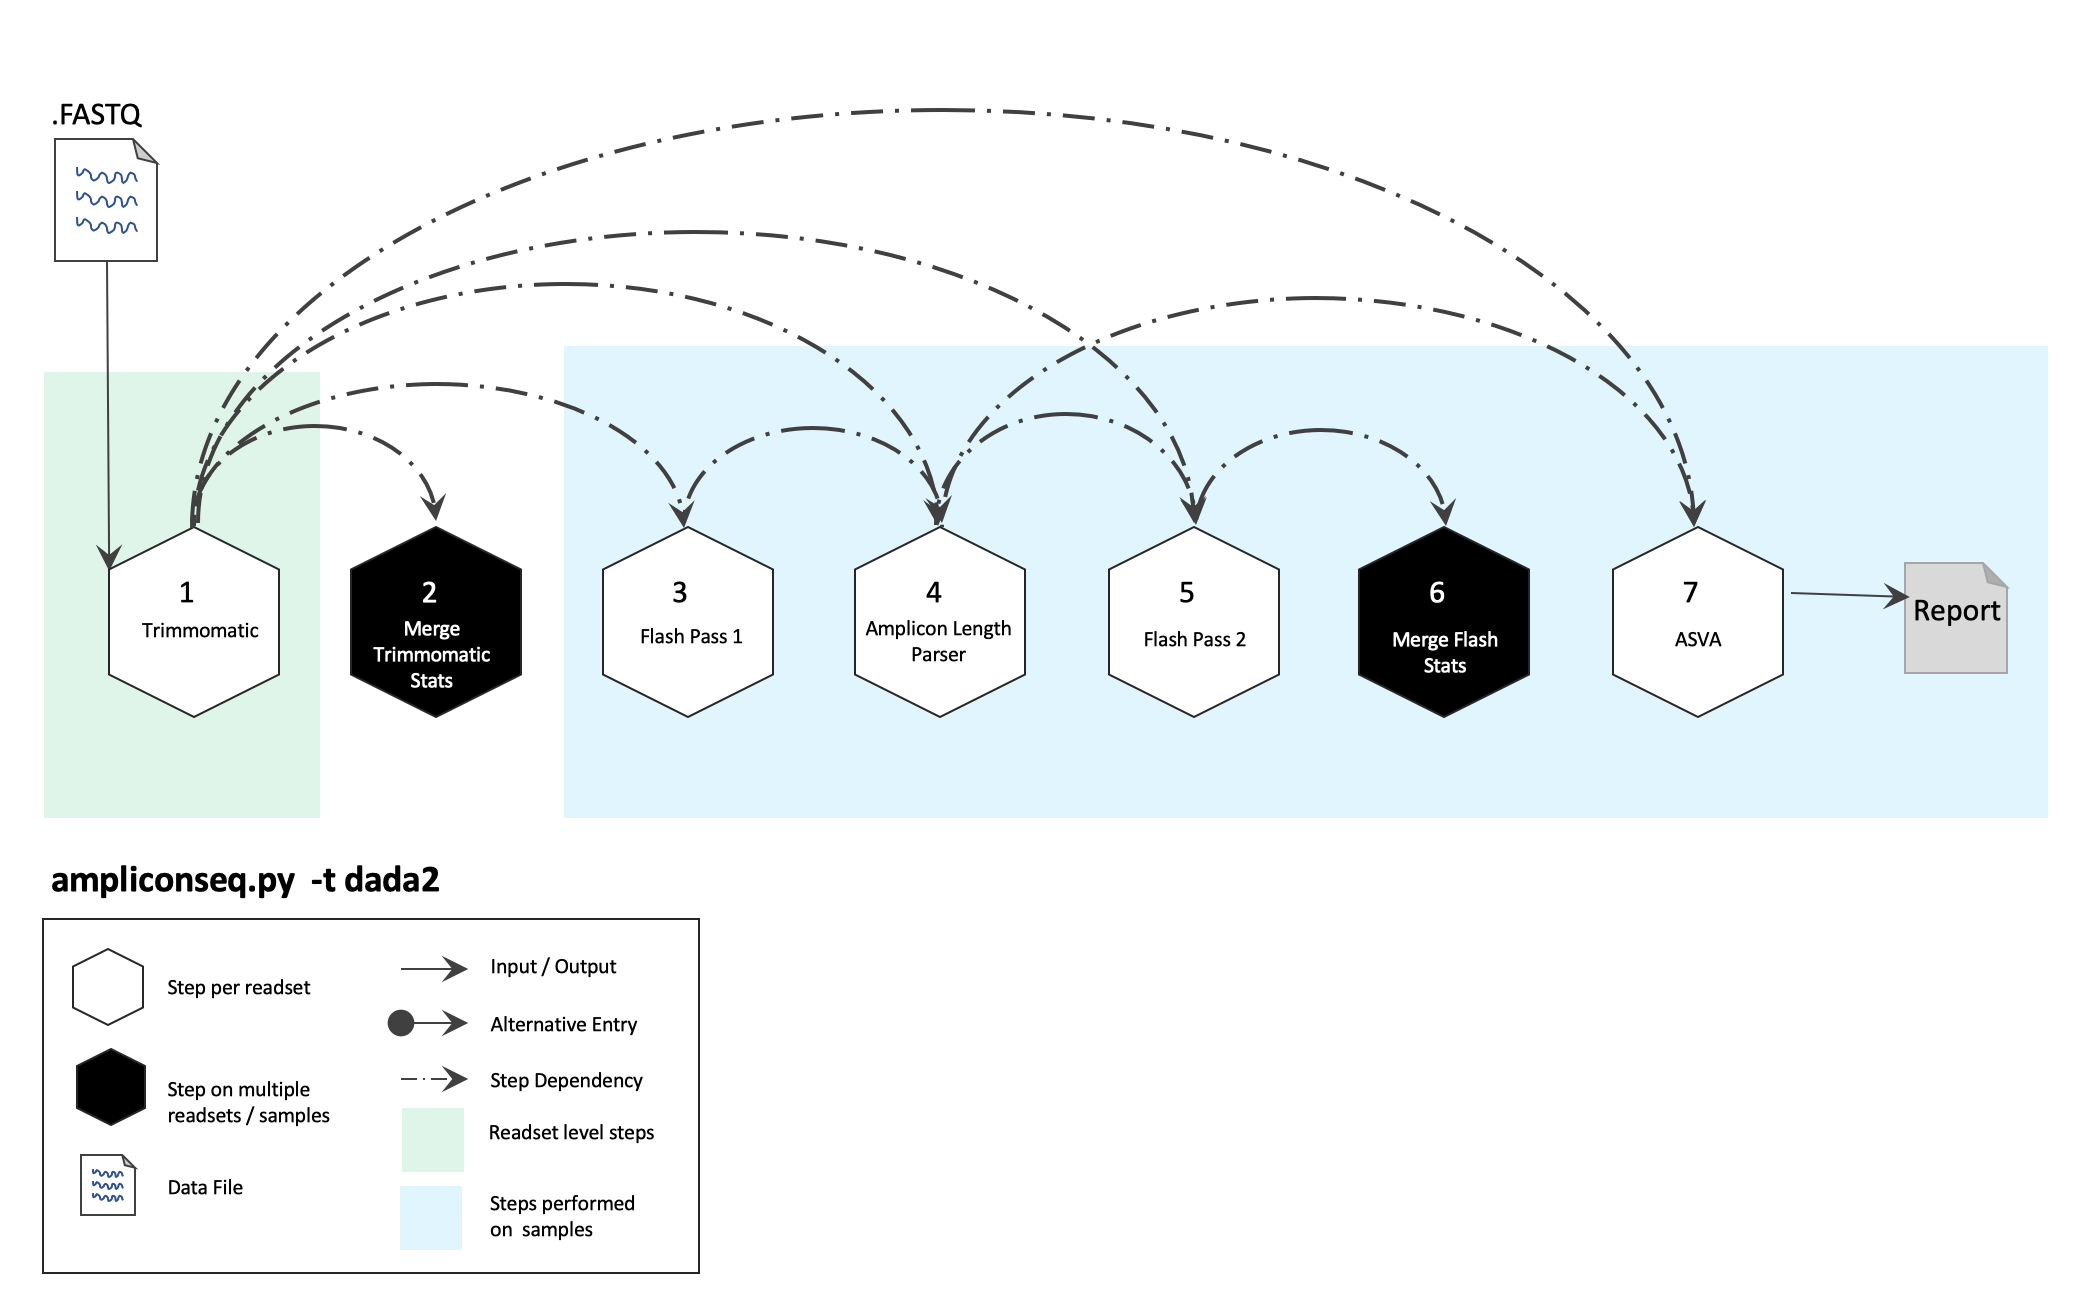 .FASTQ
1
Trimmomatic
2
Merge
Trimmomatic
Stats
3
Flash Pass 1
4
Amplicon Length
Parser
5
Flash Pass 2
6
Merge Flash
Stats
7
ASVA
Report
ampliconseq.py  -t dada2
Step per readset
Step on multiple
readsets / samples
Data File
Input / Output
Alternative Entry
Step Dependency
Readset level steps
Steps performed
on  samples